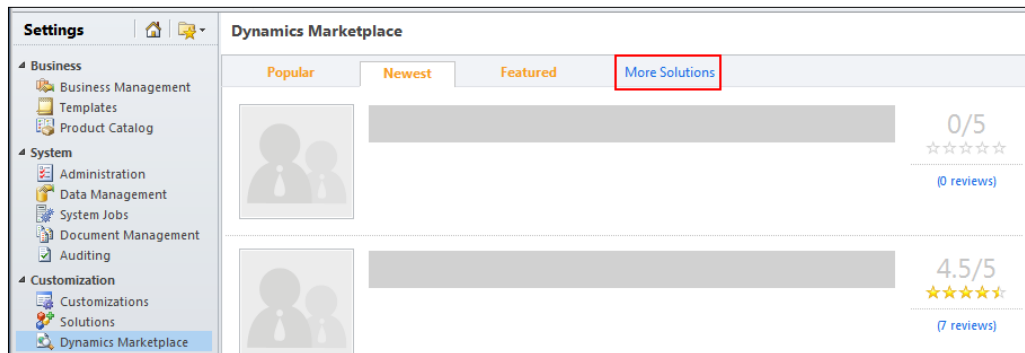 Settings
Dynamics Marketplace
Business
Business Management
Templates
Product Catalog
System
Administration
Data Management
System Jobs
Document Management
Auditing
Customization
Customizations
Solutions
Dynamics Marketplace
Popular
Newest
Featured
More Solutions
0/5
(0 reviews)
4.5/5
(7 reviews)